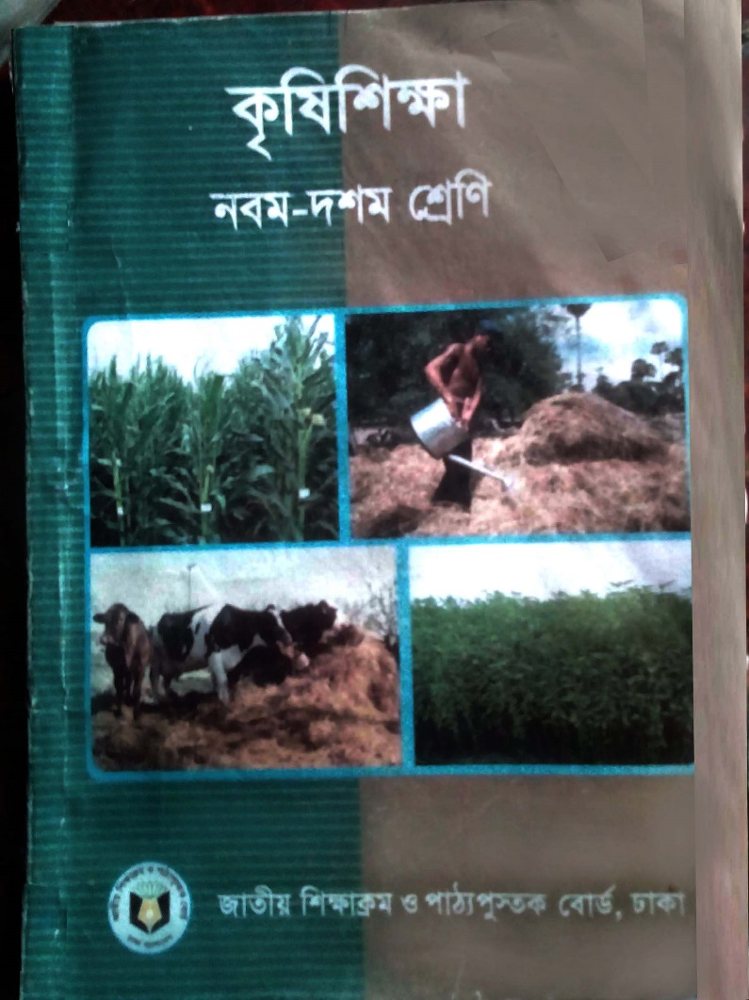 কৃষিশিক্ষা
নবম-দশম শ্রেণি
জাতীয় শিক্ষাক্রম ও পাঠ্যপুস্তক বোর্ড, ঢাকা